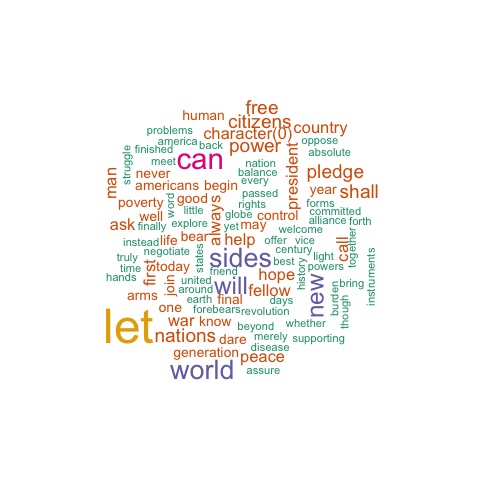 free
human
citizens
problems
character(0)
country
america
power
oppose
finished
back
absolute
struggle
meet
can
nation
president
pledge
never
balance
man
americans
begin
every
year
shall
passed
poverty
word
good
always
rights
forms
little
committed
well
globe
control
alliance
forth
ask
finally
explore
yet
may
welcome
instead
life
bear
help
offer
vice
call
together
negotiate
states
sides
century
truly
light
first
today
friend
history
powers
time
hope
instruments
hands
join
united
will
new
burden
bring
around
fellow
arms
earth
final
days
though
one
forebears
revolution
let
war
know
beyond
whether
nations
dare
merely
supporting
disease
generation
peace
world
assure
best